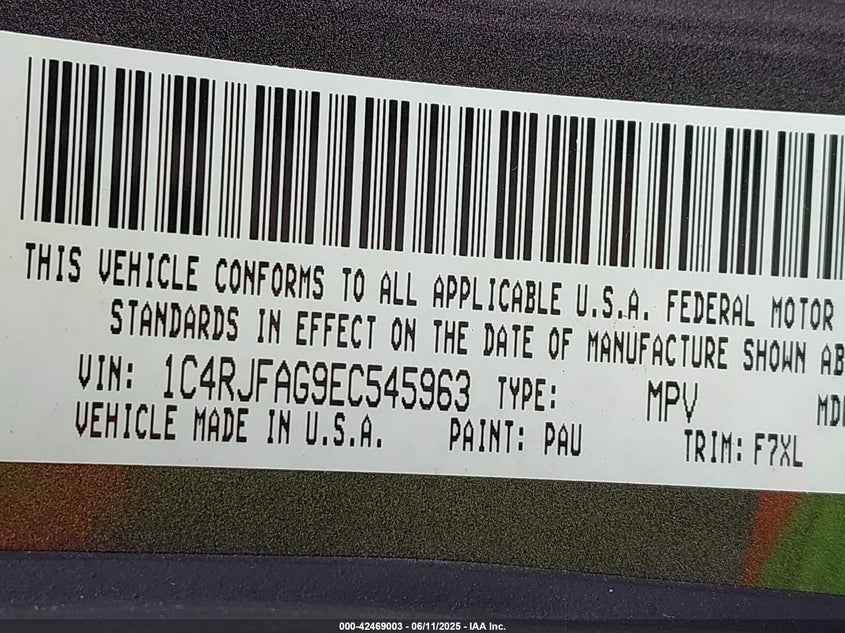 THIS VEHICLE CONFORMS TO ALL APPLICABLE U.S.A. FEDERAL MOTOR
STANDARDS IN EFFECT ON THE DATE OF MANUFACTURE SHOWN AB
VIN: 1C4RJFAG9EC545963 TYPE: MPV
VEHICLE MADE IN U.S.A. PAINT: PAU TRIM: F7XL
000-42469003 - 06/11/2025 - IAA Inc.